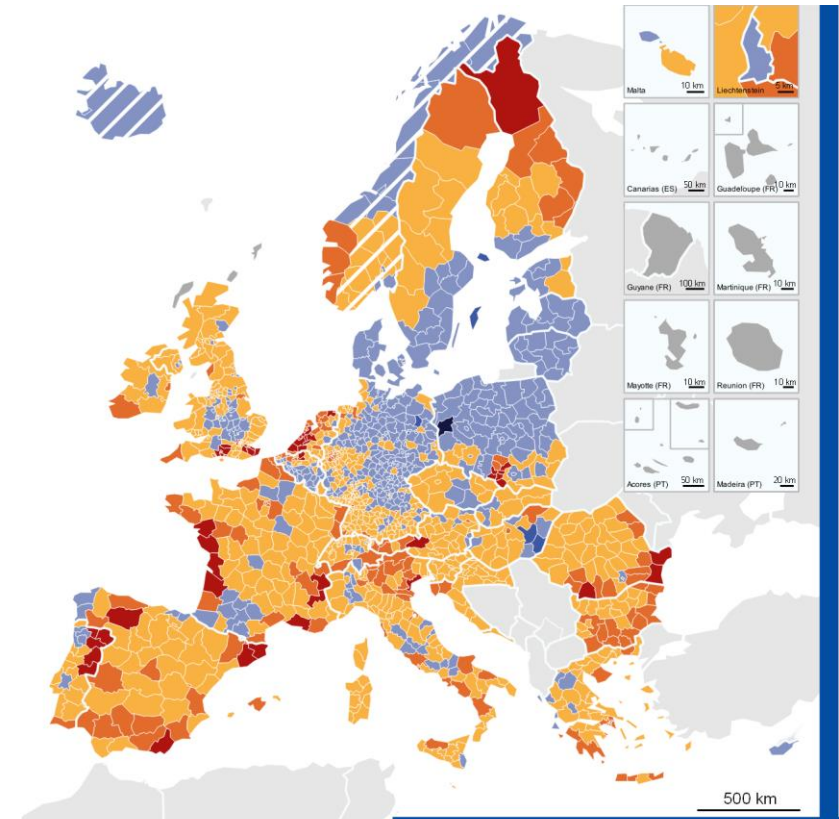 Malta 10 km
Liechtenstein 5 km
Canarias (ES) 50 km
Guadeloupe (FR) 10 km
Guyane (FR) 100 km
Martinique (FR) 10 km
Mayotte (FR) 10 km
Reunion (FR) 10 km
Acores (PT) 50 km
Madeira (PT) 20 km
500 km